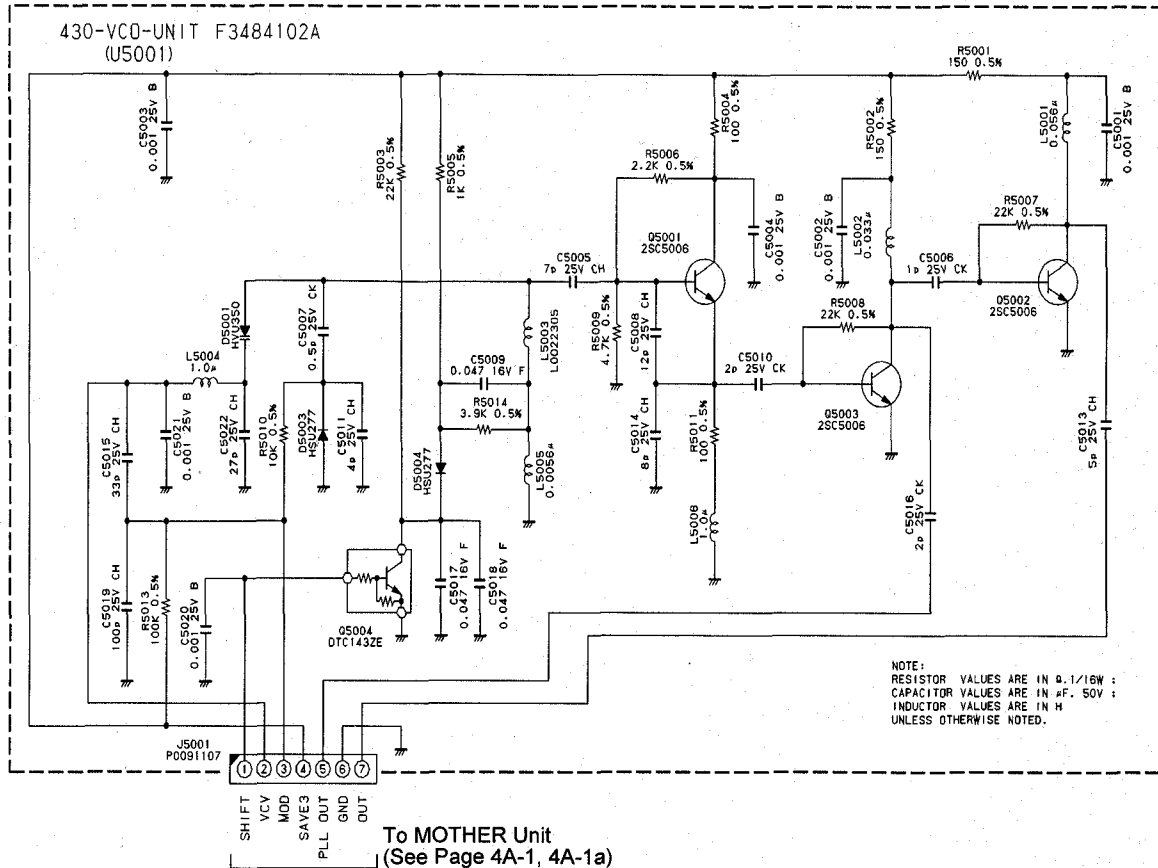 430-VCO-UNIT F3484102A
(U5001)
R5001
150 0.5%
C5003
0.001 25V B
R5003
22K 0.5%
R5005
1K 0.5%
R5004
100 0.5%
R5002
150 0.5%
L5001
0.056µ
C5001
0.001 25V B
R5006
2.2K 0.5%
C5004
0.001 25V B
C5002
0.001 25V B
L5002
0.033µ
R5007
22K 0.5%
Q5001
2SC5006
C5005
7p 25V CH
C5006
1p 25V CK
Q5002
2SC5006
D5001
HVU350
C5007
0.5p 25V CK
L5003
L0022305
R5009
4.7K 0.5%
C5008
12p 25V CH
R5008
22K 0.5%
L5004
1.0µ
C5009
0.047 16V F
C5010
2p 25V CK
Q5003
2SC5006
R5014
3.9K 0.5%
C5015
33p 25V CH
C5021
0.001 25V B
C5022
27p 25V CH
R5010
10K 0.5%
D5003
HSU277
C5011
4p 25V CH
D5004
HSU277
L5005
0.0056µ
C5014
8p 25V CH
R5011
100 0.5%
C5013
5p 25V CH
L5006
1.0µ
C5016
2p 25V CK
C5019
100p 25V CH
R5013
100K 0.5%
C5020
0.001 25V B
Q5004
DTC143ZE
C5017
0.047 16V F
C5018
0.047 16V F
NOTE:
RESISTOR VALUES ARE IN Ω.1/16W :
CAPACITOR VALUES ARE IN µF. 50V :
INDUCTOR VALUES ARE IN H
UNLESS OTHERWISE NOTED.
J5001
P0091107
1 2 3 4 5 6 7
SHIFT
VCV
MOD
SAVE3
PLL OUT
GND
OUT
To MOTHER Unit
(See Page 4A-1, 4A-1a)